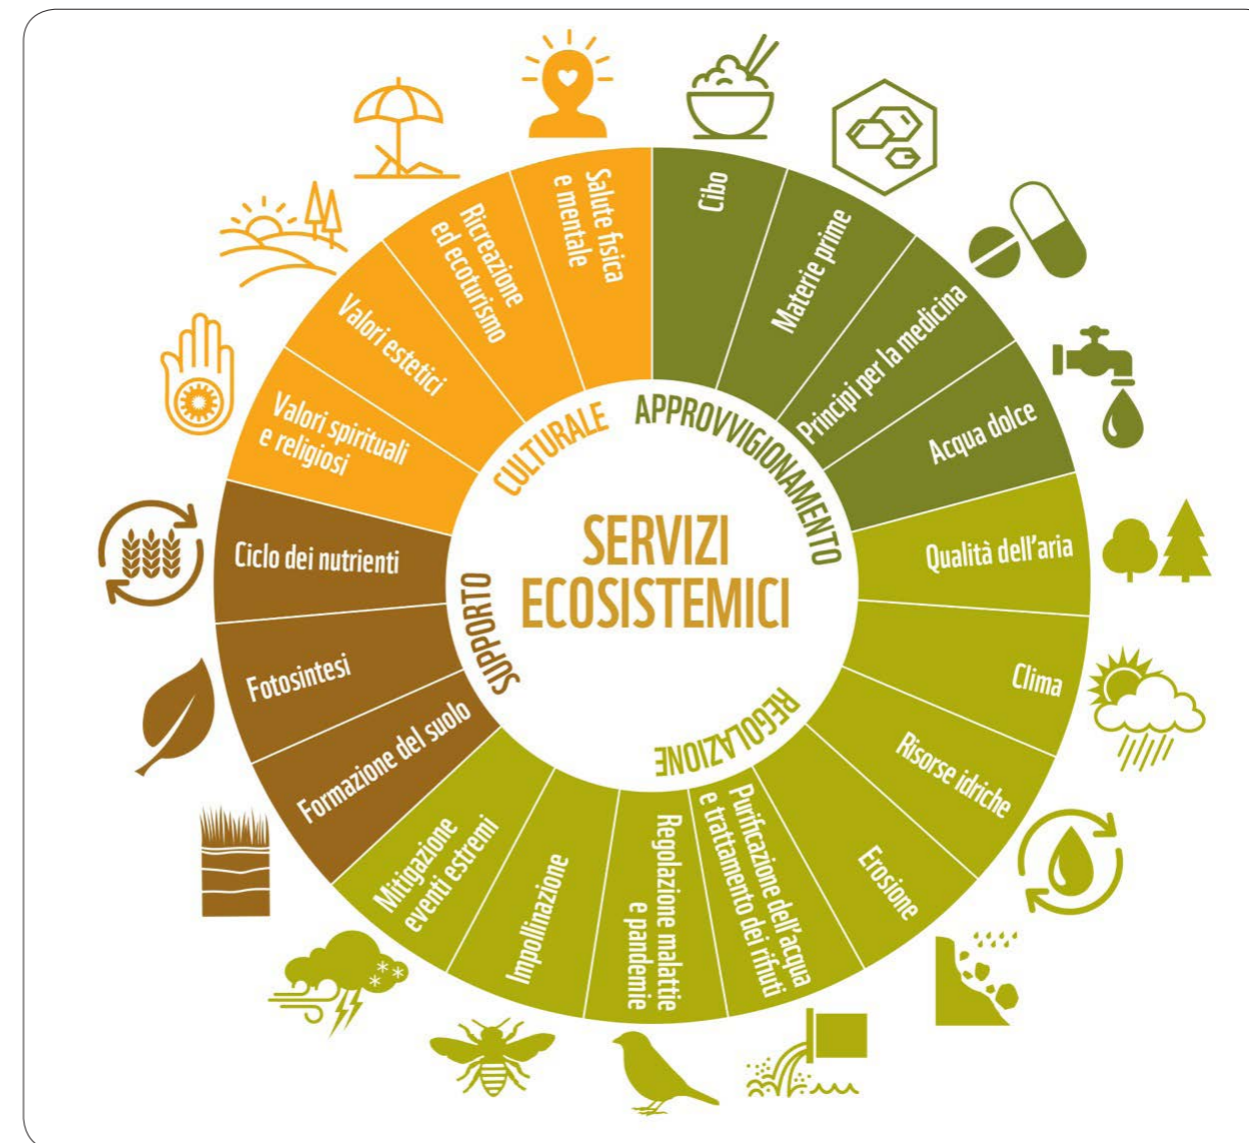 SERVIZI
ECOSISTEMICI
APPROVVIGIONAMENTO
Cibo
Materie prime
Principi per la medicina
Acqua dolce
REGOLAZIONE
Qualità dell'aria
Clima
Risorse idriche
Erosione
Purificazione dell'acqua
e trattamento dei rifiuti
Regolazione malattie
e pandemie
Impollinazione
Mitigazione
eventi estremi
SUPPORTO
Formazione del suolo
Fotosintesi
Ciclo dei nutrienti
CULTURALE
Valori spirituali
e religiosi
Valori estetici
Ricreazione
ed ecoturismo
Salute fisica
e mentale